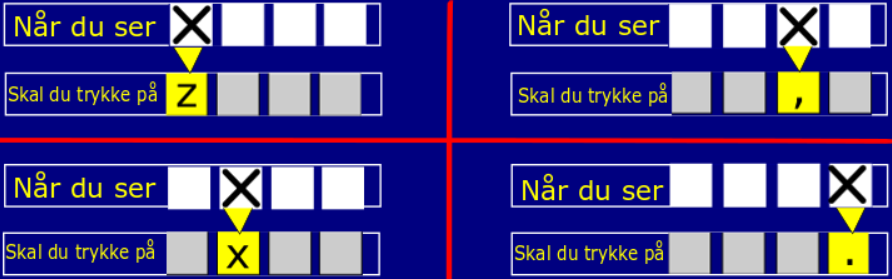 Når du ser X
Skal du trykke på z
Når du ser X
Skal du trykke på ,
Når du ser X
Skal du trykke på x
Når du ser X
Skal du trykke på .